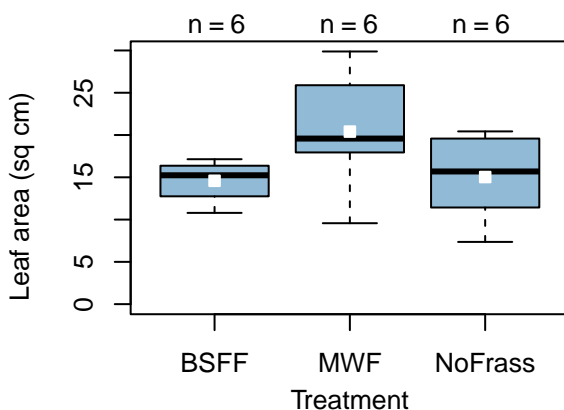 n = 6 n = 6 n = 6
Leaf area (sq cm)
25
15
5
0
BSFF MWF NoFrass
Treatment